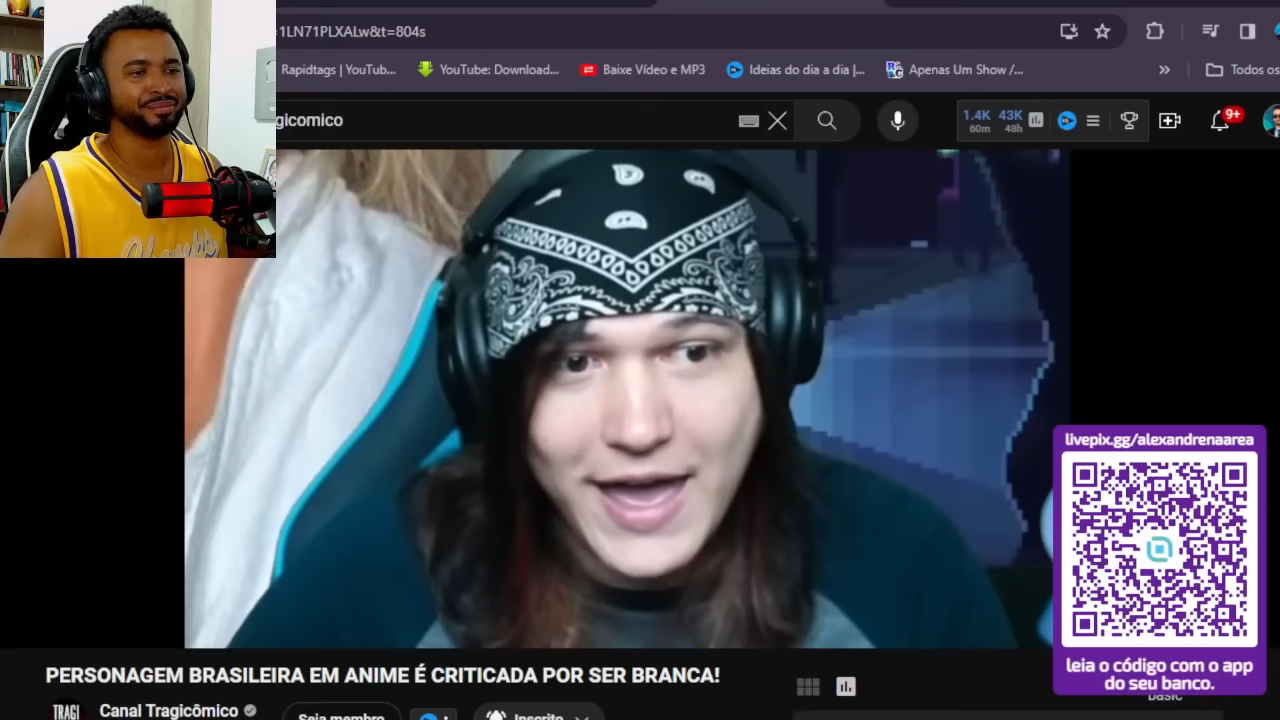 =1LN71PLXALw&t=804s
Rapidtags | YouTub...
YouTube: Download...
Baixe Vídeo e MP3
Ideias do dia a dia |...
Apenas Um Show /...
»
Todos os
gicomico
1.4K 43K
60m 48h
9+
livepix.gg/alexandrenaarea
leia o código com o app
do seu banco.
PERSONAGEM BRASILEIRA EM ANIME É CRITICADA POR SER BRANCA!
TRAGI
Canal Tragicômico
Seja membro
Inscrito